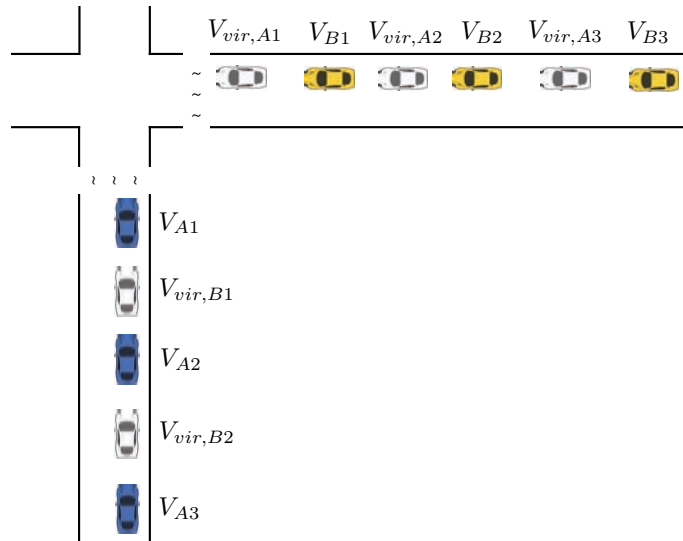 V_{vir,A1} V_{B1} V_{vir,A2} V_{B2} V_{vir,A3} V_{B3}
V_{A1}
V_{vir,B1}
V_{A2}
V_{vir,B2}
V_{A3}